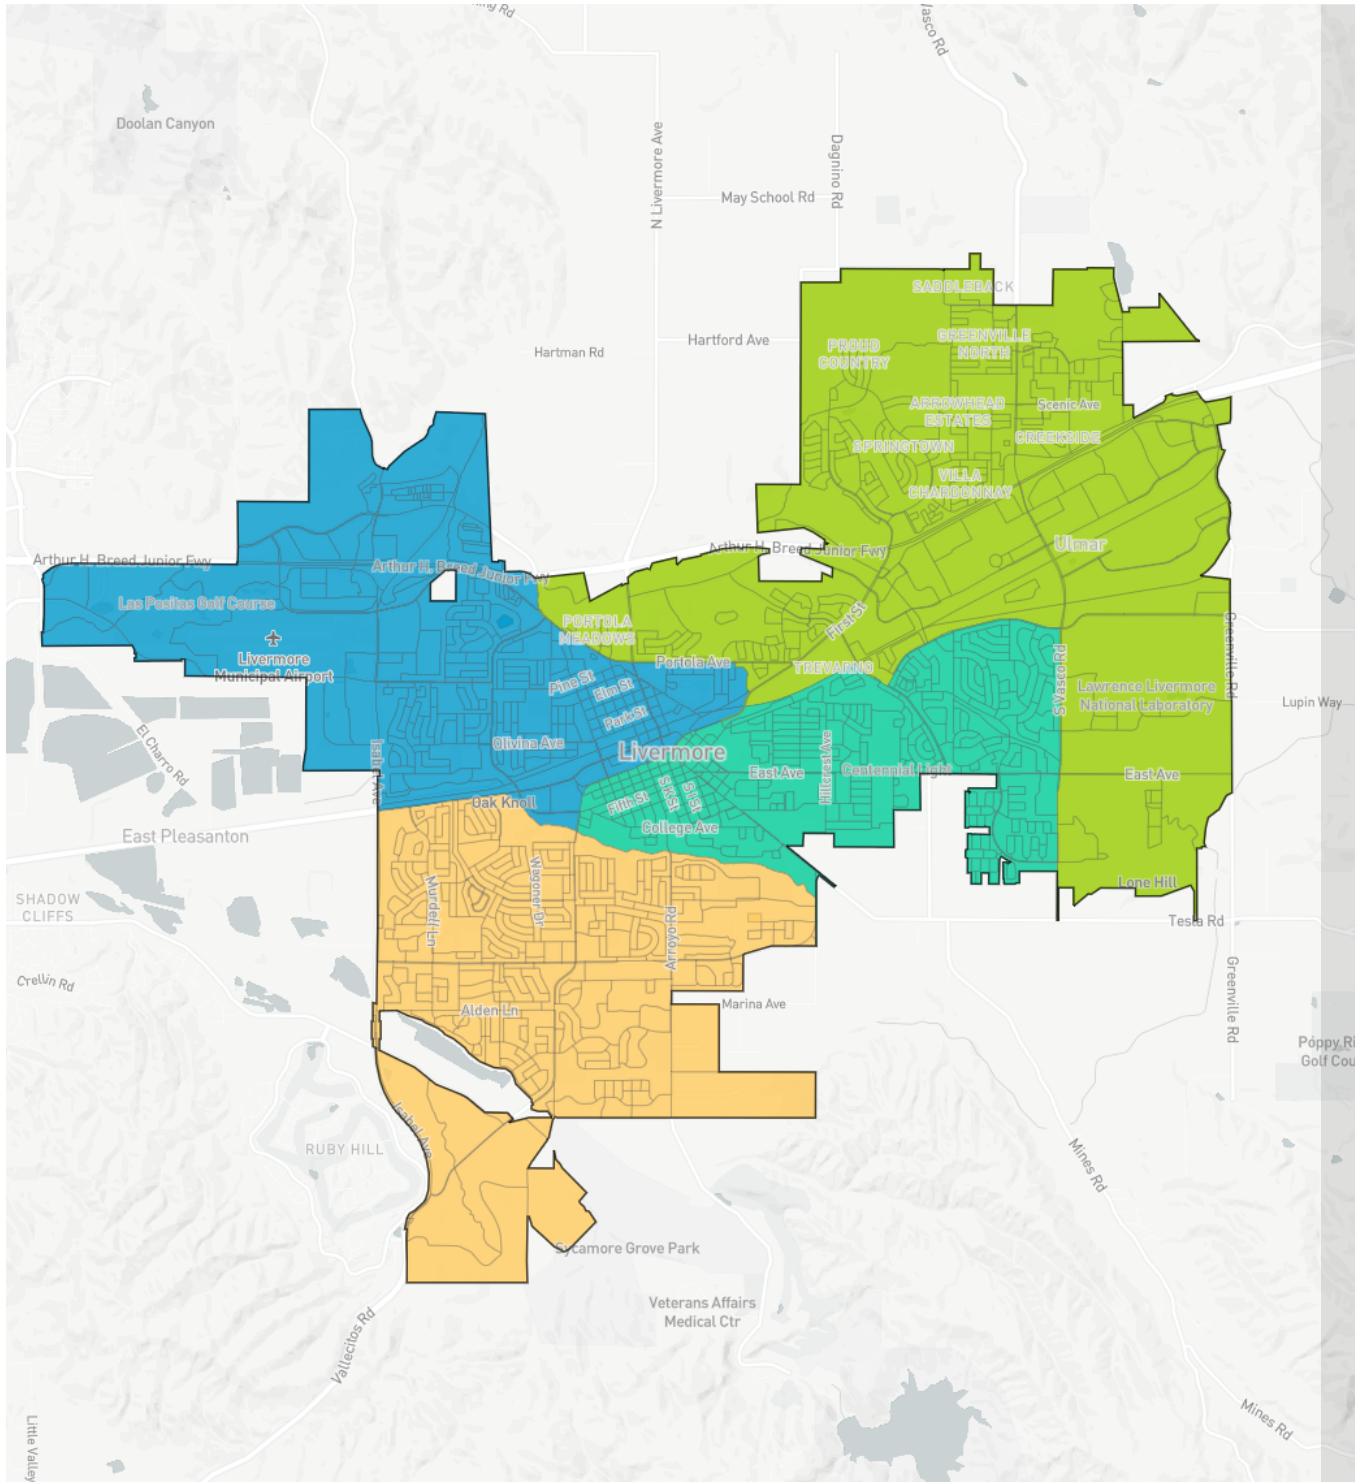 Vasco Rd
Doolan Canyon
N Livermore Ave
Dagnino Rd
May School Rd
SADDLEBACK
Hartford Ave
Hartman Rd
PROUD
COUNTRY
GREENVILLE
NORTH
ARROWHEAD
ESTATES
Scenic Ave
CREEKSIDE
SPRINGTOWN
VILLA
CHARDONNAY
Ulmar
Arthur H. Breed Junior Fwy
Arthur H. Breed Junior Fwy
Arthur H. Breed Junior Fwy
Las Positas Golf Course
PORTOLA
MEADOWS
First St
Greenville Rd
Livermore
Municipal Airport
Portola Ave
TREVARNO
S Vasco Rd
Pine St
Elm St
Park St
Lawrence Livermore
National Laboratory
Lupin Way
El Charro Rd
Isabel Ave
Olivina Ave
Livermore
East Ave
Hillcrest Ave
Centennial Light
East Ave
Oak Knoll
Fifth St
S K St
S I St
College Ave
East Pleasanton
SHADOW
CLIFFS
Murdell Ln
Wagoner Dr
Arroyo Rd
Lone Hill
Tesla Rd
Crellin Rd
Alden Ln
Marina Ave
Greenville Rd
Poppy Ri
Golf Cou
Isabel Ave
RUBY HILL
Mines Rd
Sycamore Grove Park
Veterans Affairs
Medical Ctr
Vallecitos Rd
Mines Rd
Little Valley